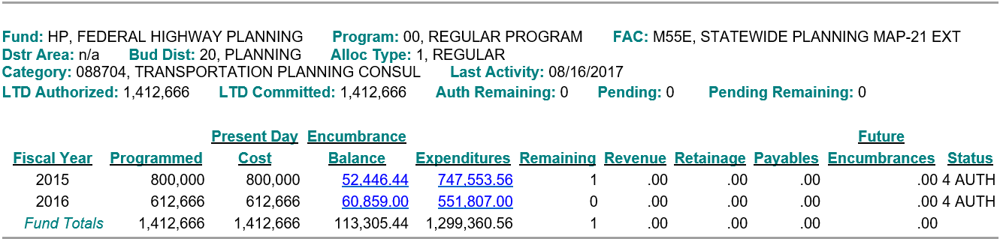 Fund: HP, FEDERAL HIGHWAY PLANNING Program: 00, REGULAR PROGRAM FAC: M55E, STATEWIDE PLANNING MAP-21 EXT
Dstr Area: n/a Bud Dist: 20, PLANNING Alloc Type: 1, REGULAR
Category: 088704, TRANSPORTATION PLANNING CONSUL Last Activity: 08/16/2017
LTD Authorized: 1,412,666 LTD Committed: 1,412,666 Auth Remaining: 0 Pending: 0 Pending Remaining: 0
Present Day Encumbrance Future
Fiscal Year Programmed Cost Balance Expenditures Remaining Revenue Retainage Payables Encumbrances Status
2015 800,000 800,000 52,446.44 747,553.56 1 .00 .00 .00 .00 4 AUTH
2016 612,666 612,666 60,859.00 551,807.00 0 .00 .00 .00 .00 4 AUTH
Fund Totals 1,412,666 1,412,666 113,305.44 1,299,360.56 1 .00 .00 .00 .00